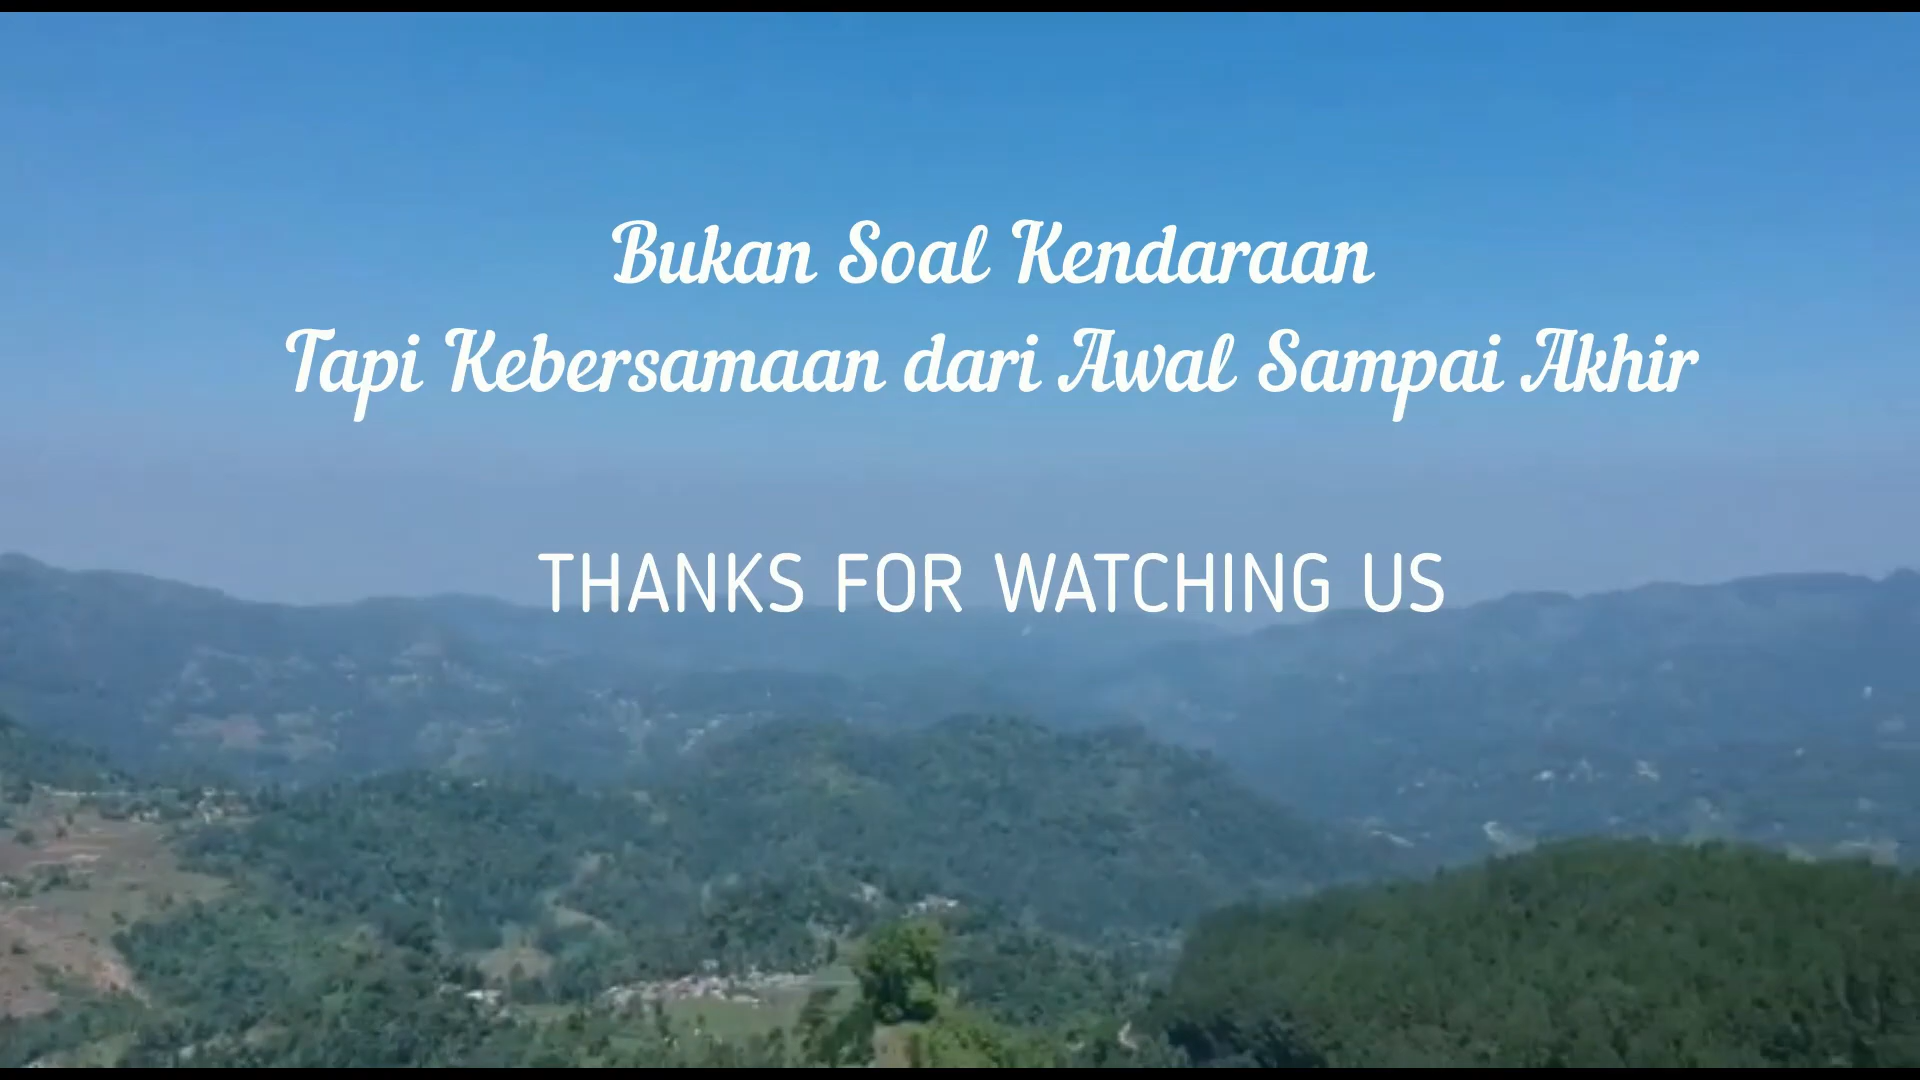 Bukan Soal Kendaraan
Tapi Kebersamaan dari Awal Sampai Akhir
THANKS FOR WATCHING US